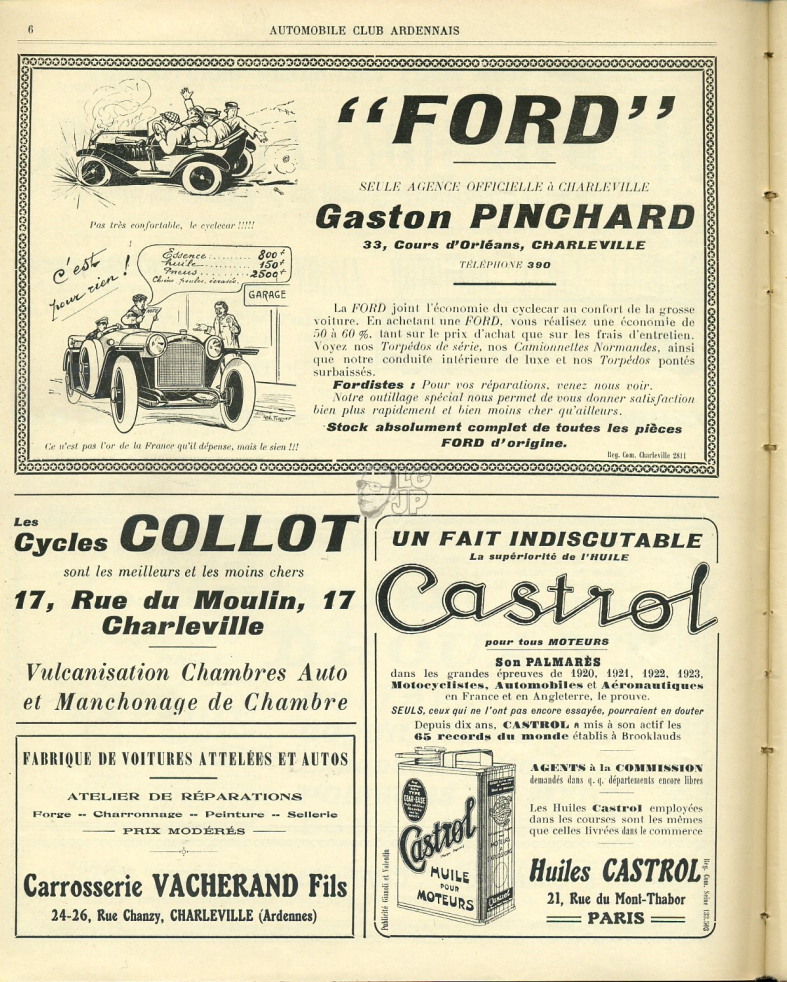 6
AUTOMOBILE CLUB ARDENNAIS
Pas très confortable, le cyclecar !!!!!
c'est
pour rien !
Essence .......... 800f
huile ............ 150f
Pneus .......... 2500f
GARAGE
Ce n'est pas l'or de la France qu'il dépense, mais le sien !!!
"FORD"
SEULE AGENCE OFFICIELLE à CHARLEVILLE
Gaston PINCHARD
33, Cours d'Orléans, CHARLEVILLE
TÉLÉPHONE 390
La FORD joint l'économie du cyclecar au confort de la grosse
voiture. En achetant une FORD, vous réalisez une économie de
50 à 60 %, tant sur le prix d'achat que sur les frais d'entretien.
Voyez nos Torpédos de série, nos Camionnettes Normandes, ainsi
que notre conduite intérieure de luxe et nos Torpédos pontés
surbaissés.
Fordistes : Pour vos réparations, venez nous voir.
Notre outillage spécial nous permet de vous donner satisfaction
bien plus rapidement et bien moins cher qu'ailleurs.
Stock absolument complet de toutes les pièces
FORD d'origine.
Reg. Com. Charleville 2811
LG
JP
Les
Cycles COLLOT
sont les meilleurs et les moins chers
17, Rue du Moulin, 17
Charleville
Vulcanisation Chambres Auto
et Manchonage de Chambre
FABRIQUE DE VOITURES ATTELÉES ET AUTOS
ATELIER DE RÉPARATIONS
Forge -- Charronnage -- Peinture -- Sellerie
PRIX MODÉRÉS
Carrosserie VACHERAND Fils
24-26, Rue Chanzy, CHARLEVILLE (Ardennes)
UN FAIT INDISCUTABLE
La supériorité de l'HUILE
Castrol
pour tous MOTEURS
Son PALMARÈS
dans les grandes épreuves de 1920, 1921, 1922, 1923,
Motocyclistes, Automobiles et Aéronautiques
en France et en Angleterre, le prouve.
SEULS, ceux qui ne l'ont pas encore essayée, pourraient en douter
Depuis dix ans, CASTROL a mis à son actif les
65 records du monde établis à Brooklauds
Castrol
HUILE
POUR
MOTEURS
Castrol
Publicité Gianoli et Valentin
AGENTS à la COMMISSION
demandés dans q. q. départements encore libres
Les Huiles Castrol employées
dans les courses sont les mêmes
que celles livrées dans le commerce
Huiles CASTROL
21, Rue du Mont-Thabor
PARIS
Reg. Com. Seine